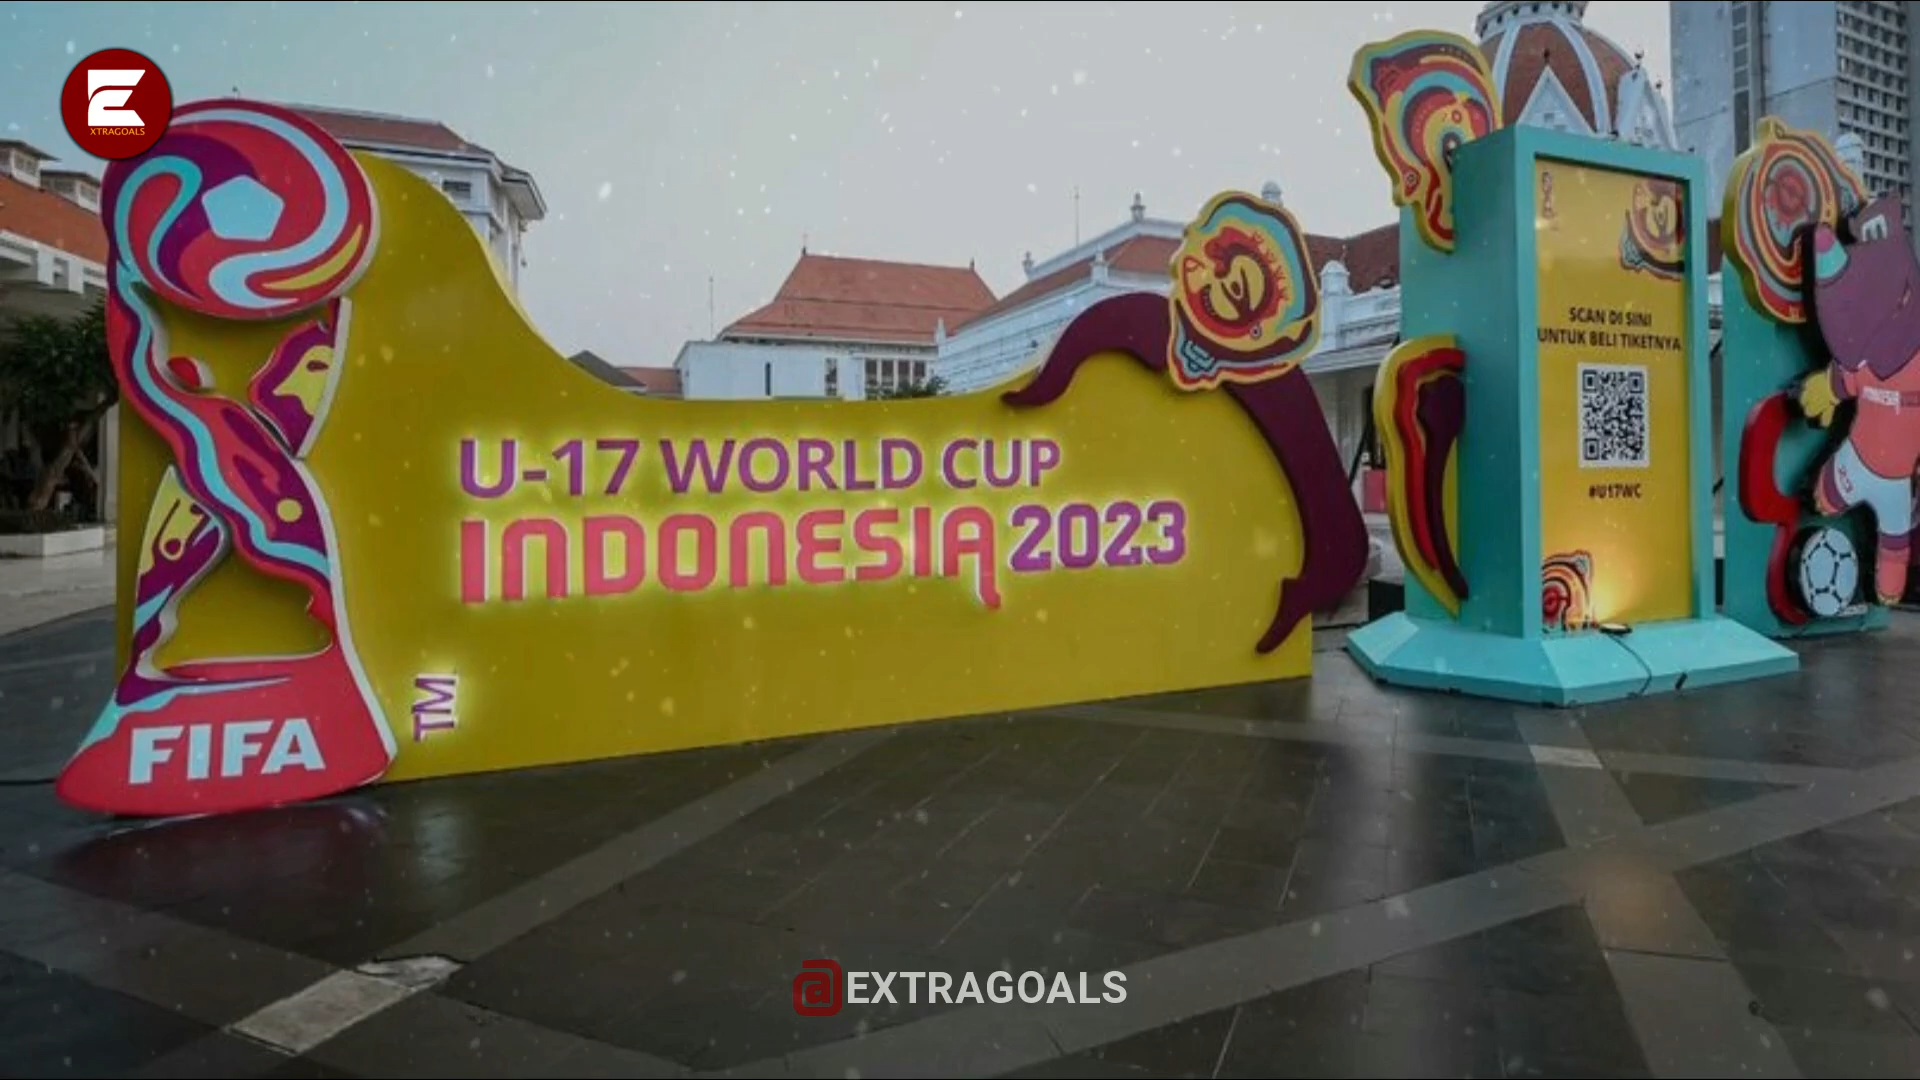 E
XTRAGOALS
U-17 WORLD CUP
INDONESIA 2023
TM
FIFA
SCAN DI SINI
UNTUK BELI TIKETNYA
#U17WC
@EXTRAGOALS